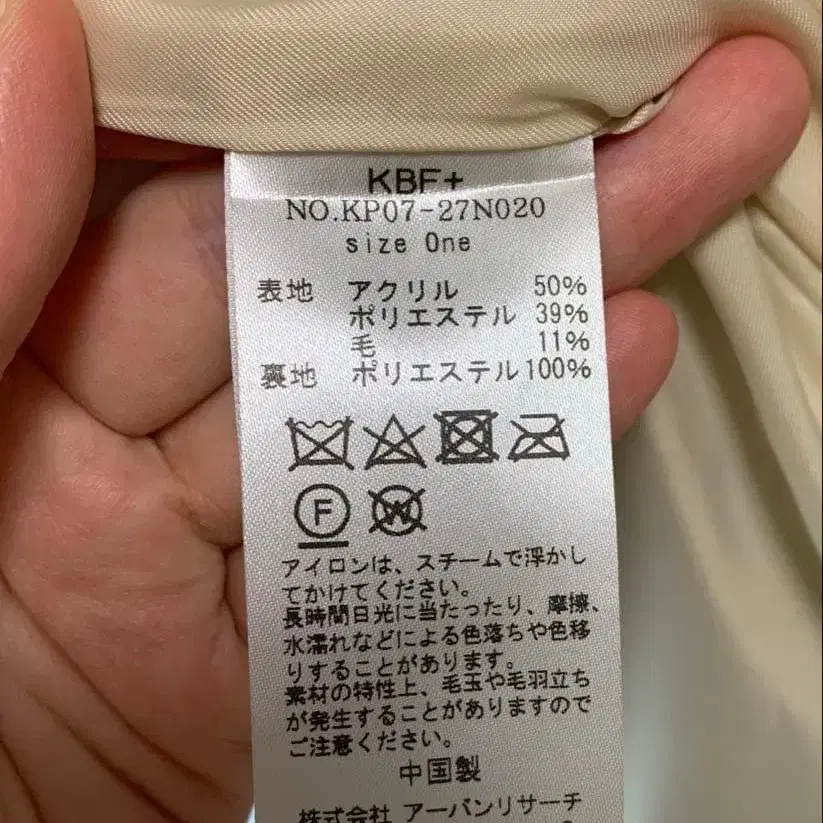 KBF+
NO.KP07-27N020
size One
表地 アクリル 50%
ポリエステル 39%
毛 11%
裏地 ポリエステル 100%
F
W
アイロンは、スチームで浮かし
てかけてください。
長時間日光に当たったり、摩擦、
水濡れなどによる色落ちや色移
りすることがあります。
素材の特性上、毛玉や毛羽立ち
が発生することがありますので
ご注意ください。
中国製
株式会社 アーバンリサーチ